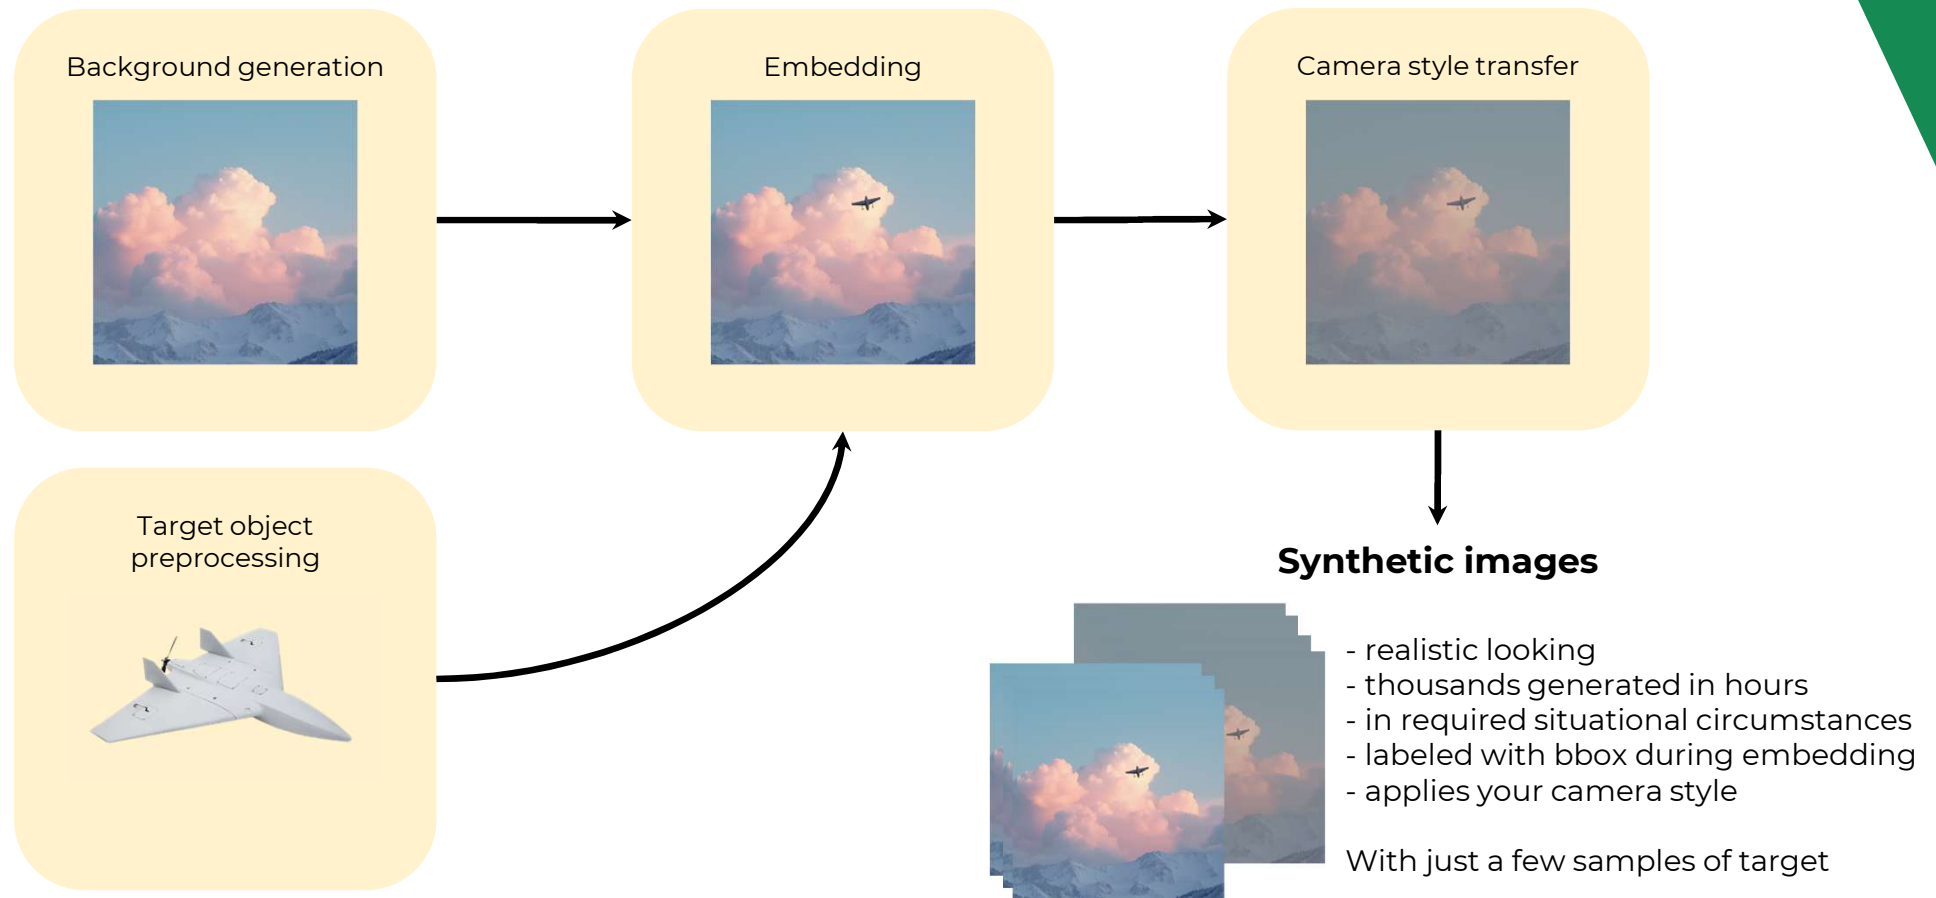 Background generation
Embedding
Camera style transfer
Target object
preprocessing
Synthetic images
- realistic looking
- thousands generated in hours
- in required situational circumstances
- labeled with bbox during embedding
- applies your camera style
With just a few samples of target